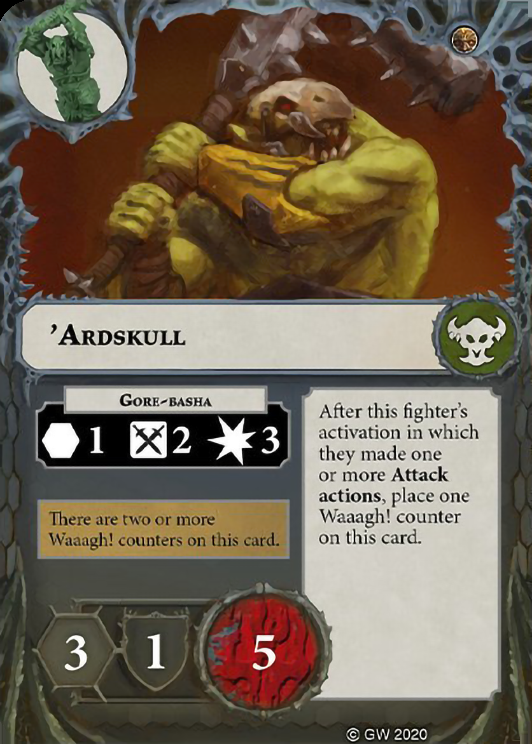 ’Ardskull
Gore-basha
1 2 3
There are two or more
Waaagh! counters on this card.
After this fighter's
activation in which
they made one
or more Attack
actions, place one
Waaagh! counter
on this card.
3 1 5
© GW 2020